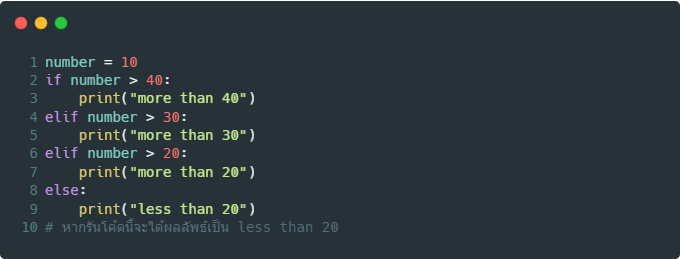 1 number = 10
2 if number > 40:
3     print("more than 40")
4 elif number > 30:
5     print("more than 30")
6 elif number > 20:
7     print("more than 20")
8 else:
9     print("less than 20")
10 # หากรันโค้ดนี้จะได้ผลลัพธ์เป็น less than 20